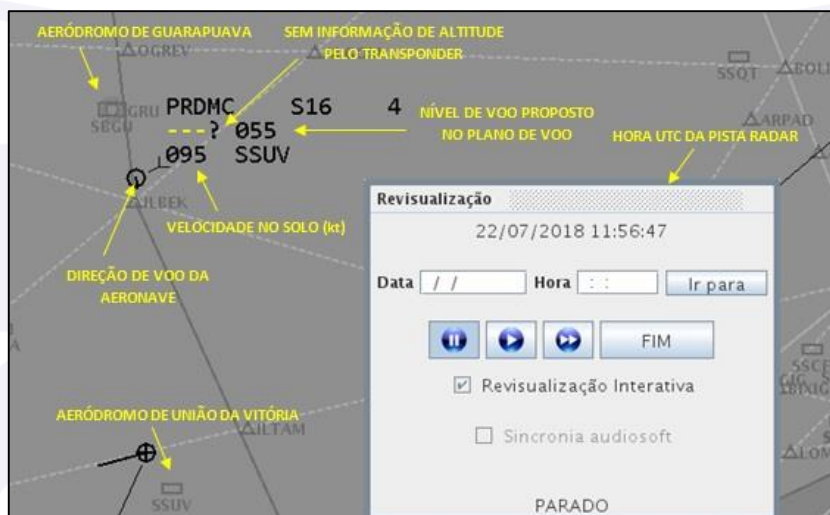 AERÓDROMO DE GUARAPUAVA
SEM INFORMAÇÃO DE ALTITUDE
PELO TRANSPONDER
OGREV
SSQT
BOLI
GRU
SBGU
PRDMC S16 4
---? 055
095 SSUV
NÍVEL DE VOO PROPOSTO
NO PLANO DE VOO
ARPAD
HORA UTC DA PISTA RADAR
ILBEK
VELOCIDADE NO SOLO (kt)
DIREÇÃO DE VOO DA
AERONAVE
Revisualização
22/07/2018 11:56:47
Data / / Hora : : Ir para
FIM
Revisualização Interativa
Sincronia audiosoft
PARADO
AERÓDROMO DE UNIÃO DA VITÓRIA
ILTAM
SSUV